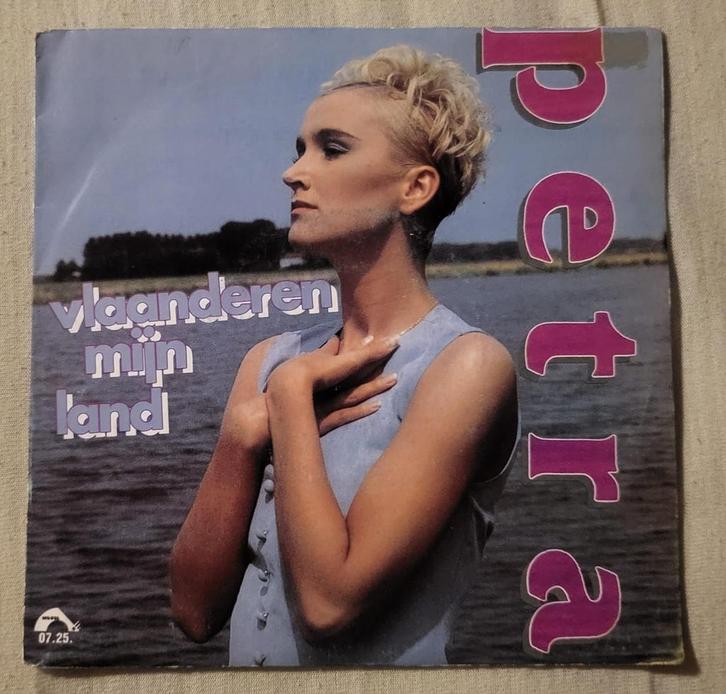 petra
vlaanderen
mijn
land
07.25.